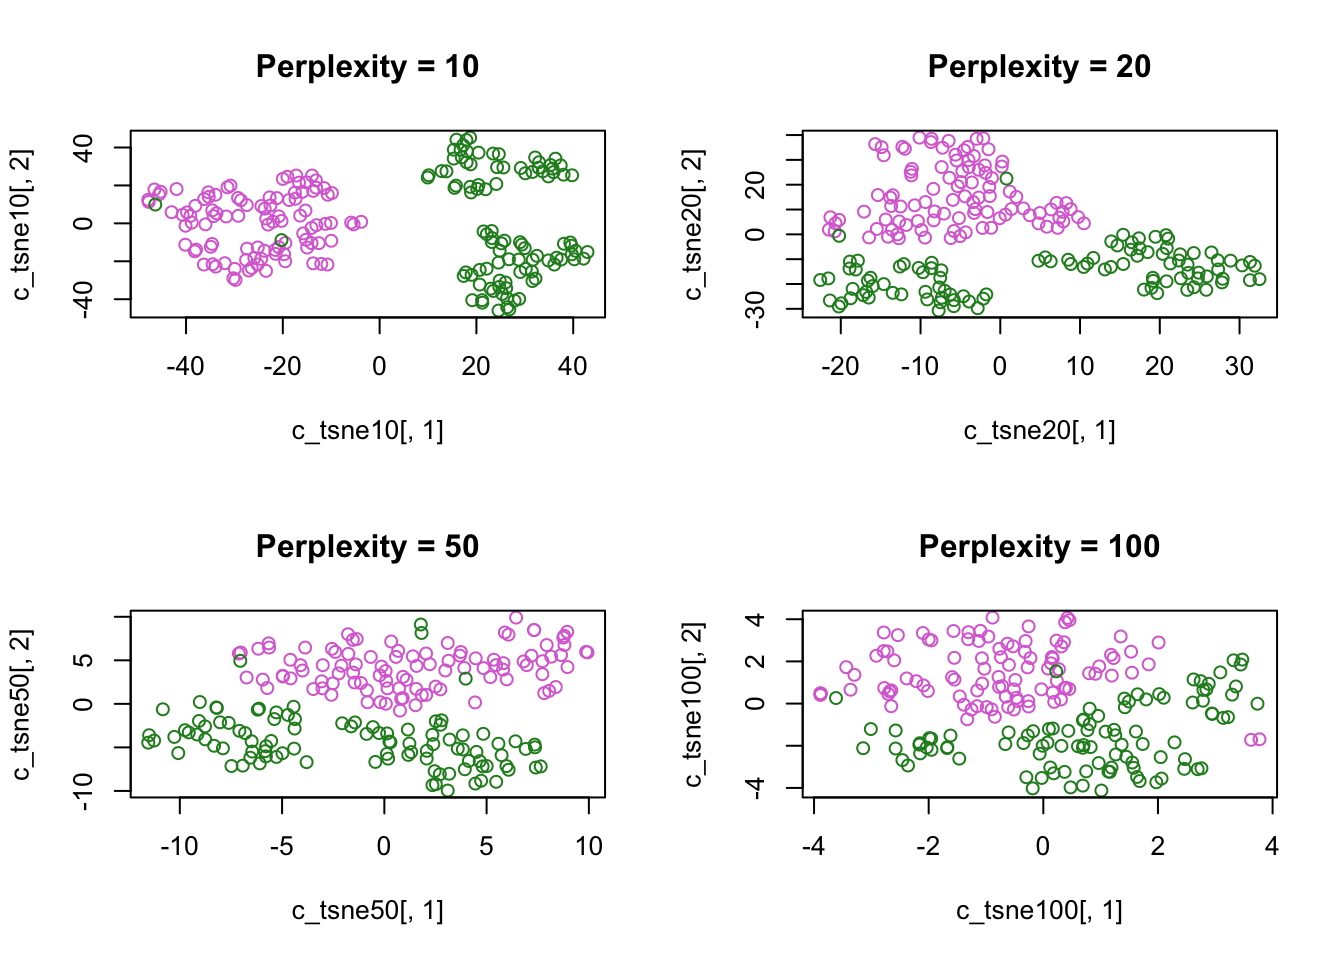 Perplexity = 10
c_tsne10[, 2]
40
0
-40
-40
-20
0
20
40
c_tsne10[, 1]
Perplexity = 20
c_tsne20[, 2]
20
0
-30
-20
-10
0
10
20
30
c_tsne20[, 1]
Perplexity = 50
c_tsne50[, 2]
5
0
-10
-10
-5
0
5
10
c_tsne50[, 1]
Perplexity = 100
c_tsne100[, 2]
4
2
0
-4
-4
-2
0
2
4
c_tsne100[, 1]